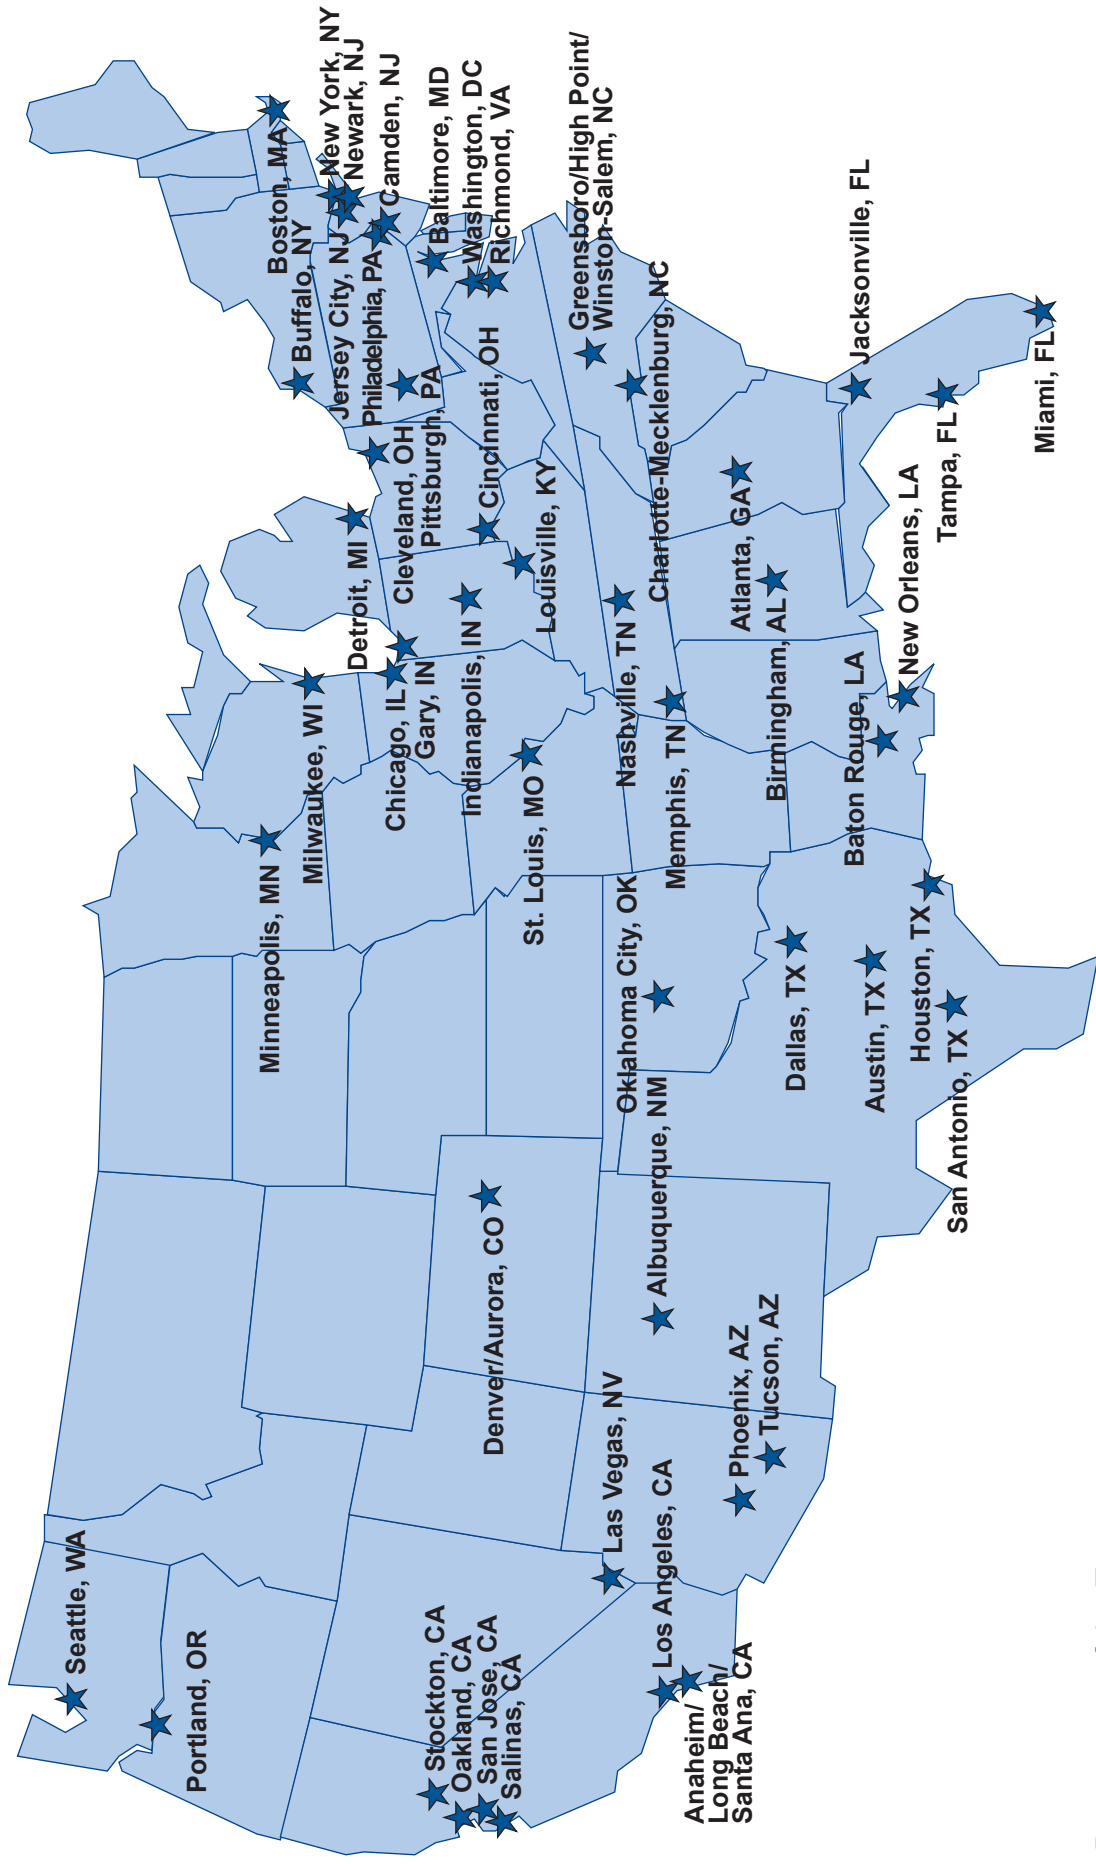 Seattle, WA
Portland, OR
Stockton, CA
Oakland, CA
San Jose, CA
Salinas, CA
Los Angeles, CA
Anaheim/
Long Beach/
Santa Ana, CA
Las Vegas, NV
Phoenix, AZ
Tucson, AZ
Denver/Aurora, CO
Albuquerque, NM
Oklahoma City, OK
Dallas, TX
Austin, TX
Houston, TX
San Antonio, TX
Minneapolis, MN
Milwaukee, WI
Chicago, IL
Gary, IN
Indianapolis, IN
St. Louis, MO
Nashville, TN
Memphis, TN
Birmingham, AL
Baton Rouge, LA
New Orleans, LA
Detroit, MI
Cleveland, OH
Pittsburgh, PA
Cincinnati, OH
Louisville, KY
Charlotte-Mecklenburg, NC
Atlanta, GA
Greensboro/High Point/
Winston-Salem, NC
Jacksonville, FL
Tampa, FL
Miami, FL
Boston, MA
Buffalo, NY
Jersey City, NJ
Philadelphia, PA
New York, NY
Newark, NJ
Camden, NJ
Baltimore, MD
Washington, DC
Richmond, VA